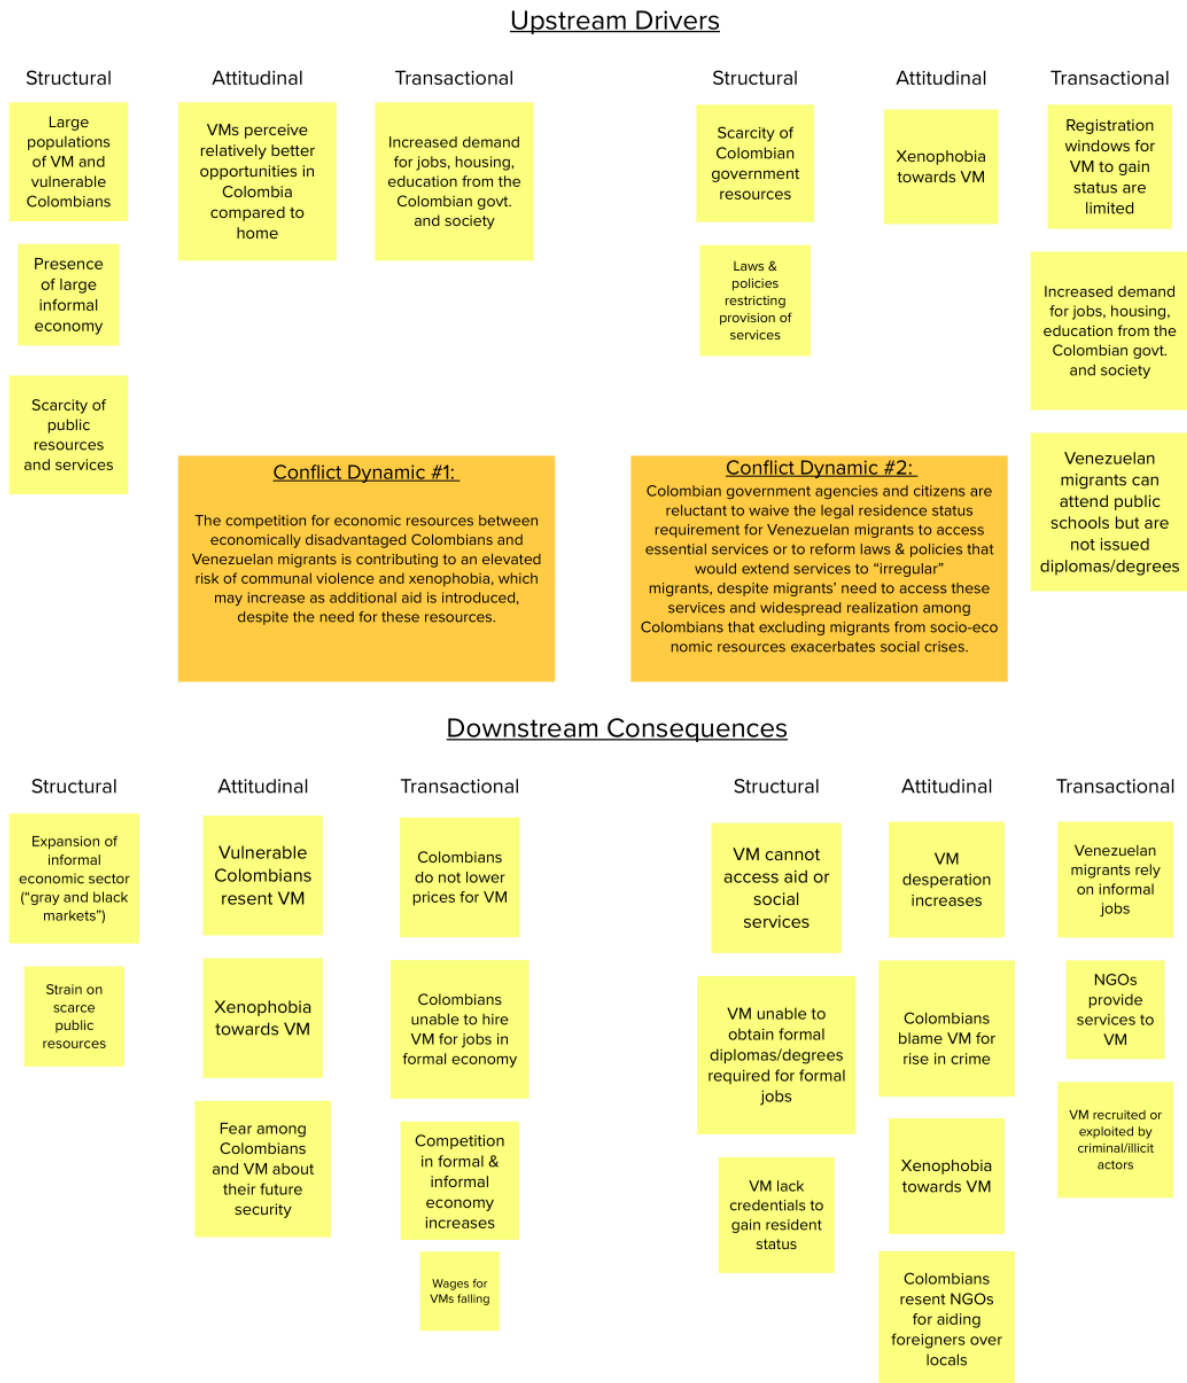 Upstream Drivers
Structural
Attitudinal
Transactional
Large
populations
of VM and
vulnerable
Colombians
Presence
of large
informal
economy
Scarcity of
public
resources
and services
VMs perceive
relatively better
opportunities in
Colombia
compared to
home
Increased demand
for jobs, housing,
education from the
Colombian govt.
and society
Conflict Dynamic #1:
The competition for economic resources between
economically disadvantaged Colombians and
Venezuelan migrants is contributing to an elevated
risk of communal violence and xenophobia, which
may increase as additional aid is introduced,
despite the need for these resources.
Structural
Attitudinal
Transactional
Scarcity of
Colombian
government
resources
Laws &
policies
restricting
provision of
services
Xenophobia
towards VM
Registration
windows for
VM to gain
status are
limited
Increased demand
for jobs, housing,
education from the
Colombian govt.
and society
Venezuelan
migrants can
attend public
schools but are
not issued
diplomas/degrees
Conflict Dynamic #2:
Colombian government agencies and citizens are
reluctant to waive the legal residence status
requirement for Venezuelan migrants to access
essential services or to reform laws & policies that
would extend services to “irregular”
migrants, despite migrants’ need to access these
services and widespread realization among
Colombians that excluding migrants from socio-eco
nomic resources exacerbates social crises.
Downstream Consequences
Structural
Attitudinal
Transactional
Expansion of
informal
economic sector
(“gray and black
markets”)
Strain on
scarce
public
resources
Vulnerable
Colombians
resent VM
Xenophobia
towards VM
Fear among
Colombians
and VM about
their future
security
Colombians
do not lower
prices for VM
Colombians
unable to hire
VM for jobs in
formal economy
Competition
in formal &
informal
economy
increases
Wages for
VMs falling
Structural
Attitudinal
Transactional
VM cannot
access aid or
social
services
VM unable to
obtain formal
diplomas/degrees
required for formal
jobs
VM lack
credentials to
gain resident
status
VM
desperation
increases
Colombians
blame VM for
rise in crime
Xenophobia
towards VM
Colombians
resent NGOs
for aiding
foreigners over
locals
Venezuelan
migrants rely
on informal
jobs
NGOs
provide
services to
VM
VM recruited or
exploited by
criminal/illicit
actors